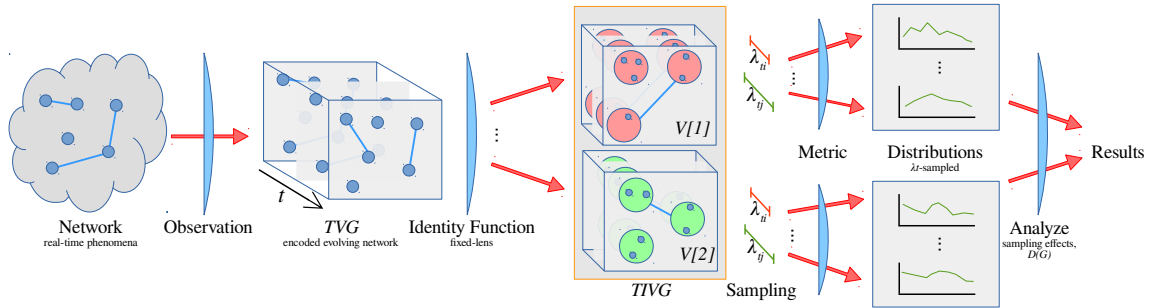 Network
real-time phenomena
Observation
t
TVG
encoded evolving network
Identity Function
fixed-lens
⋮
V[1]
V[2]
TIVG
λti
⋮
λtj
λti
⋮
λtj
Sampling
⋮
Metric
⋮
Distributions
λt-sampled
⋮
Analyze
sampling effects,
D(G)
Results